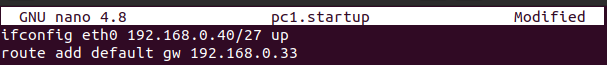 GNU nano 4.8 pc1.startup Modified
ifconfig eth0 192.168.0.40/27 up
route add default gw 192.168.0.33